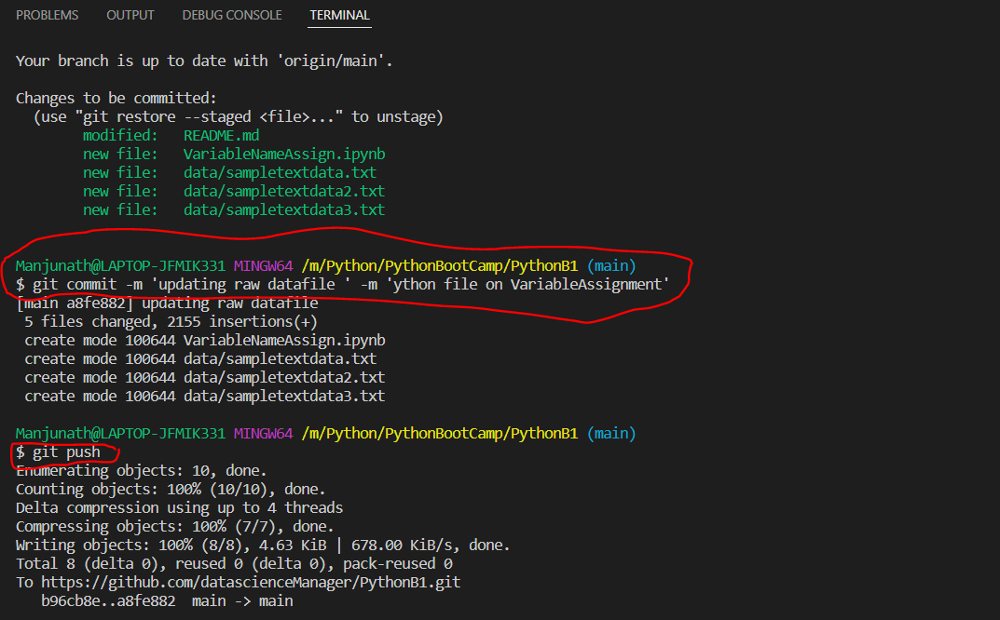 PROBLEMS OUTPUT DEBUG CONSOLE TERMINAL
Your branch is up to date with 'origin/main'.
Changes to be committed:
(use "git restore --staged <file>..." to unstage)
modified: README.md
new file: VariableNameAssign.ipynb
new file: data/sampletextdata.txt
new file: data/sampletextdata2.txt
new file: data/sampletextdata3.txt
Manjunath@LAPTOP-JFMIK331 MINGW64 /m/Python/PythonBootCamp/PythonB1 (main)
$ git commit -m 'updating raw datafile ' -m 'ython file on VariableAssignment'
[main a8fe882] updating raw datafile
5 files changed, 2155 insertions(+)
create mode 100644 VariableNameAssign.ipynb
create mode 100644 data/sampletextdata.txt
create mode 100644 data/sampletextdata2.txt
create mode 100644 data/sampletextdata3.txt
Manjunath@LAPTOP-JFMIK331 MINGW64 /m/Python/PythonBootCamp/PythonB1 (main)
$ git push
Enumerating objects: 10, done.
Counting objects: 100% (10/10), done.
Delta compression using up to 4 threads
Compressing objects: 100% (7/7), done.
Writing objects: 100% (8/8), 4.63 KiB | 678.00 KiB/s, done.
Total 8 (delta 0), reused 0 (delta 0), pack-reused 0
To https://github.com/datascienceManager/PythonB1.git
b96cb8e..a8fe882 main -> main